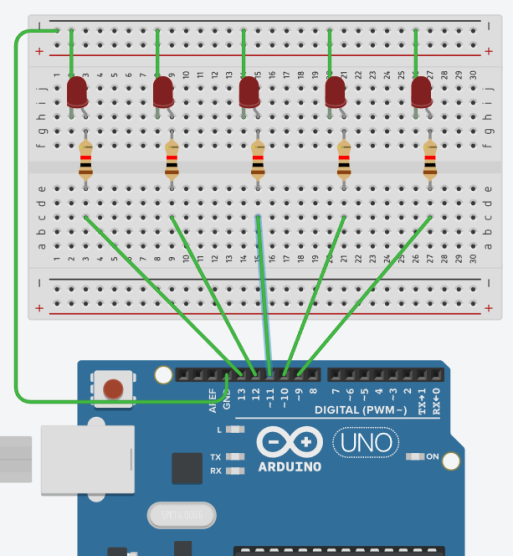 − −
+ +
1 2 3 4 5 6 7 8 9 10 11 12 13 14 15 16 17 18 19 20 21 22 23 24 25 26 27 28 29 30
j j
i i
h h
g g
f f
e e
d d
c c
b b
a a
1 2 3 4 5 6 7 8 9 10 11 12 13 14 15 16 17 18 19 20 21 22 23 24 25 26 27 28 29 30
− −
+ +
AREF
GND
13
12
~11
~10
~9
8
7
~6
~5
~4
~3
2
TX→1
RX←0
DIGITAL (PWM~)
L
TX
RX
ARDUINO
UNO
ON